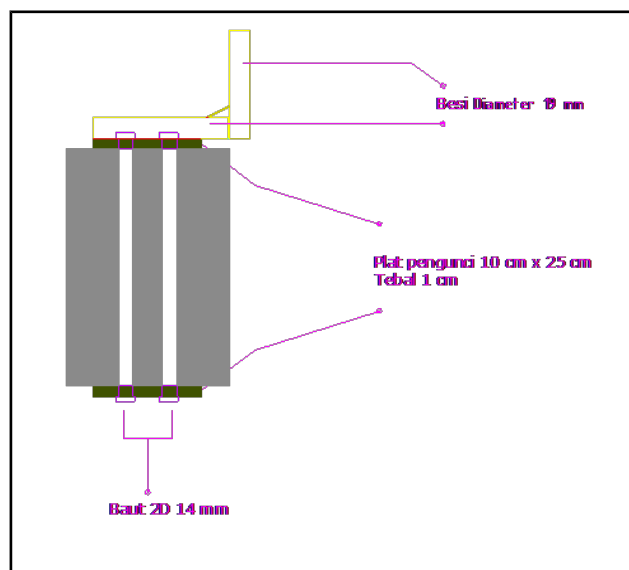 Besi Diameter 19 mm
Plat pengunci 10 cm x 25 cm
Tebal 1 cm
Baut 2D 14 mm